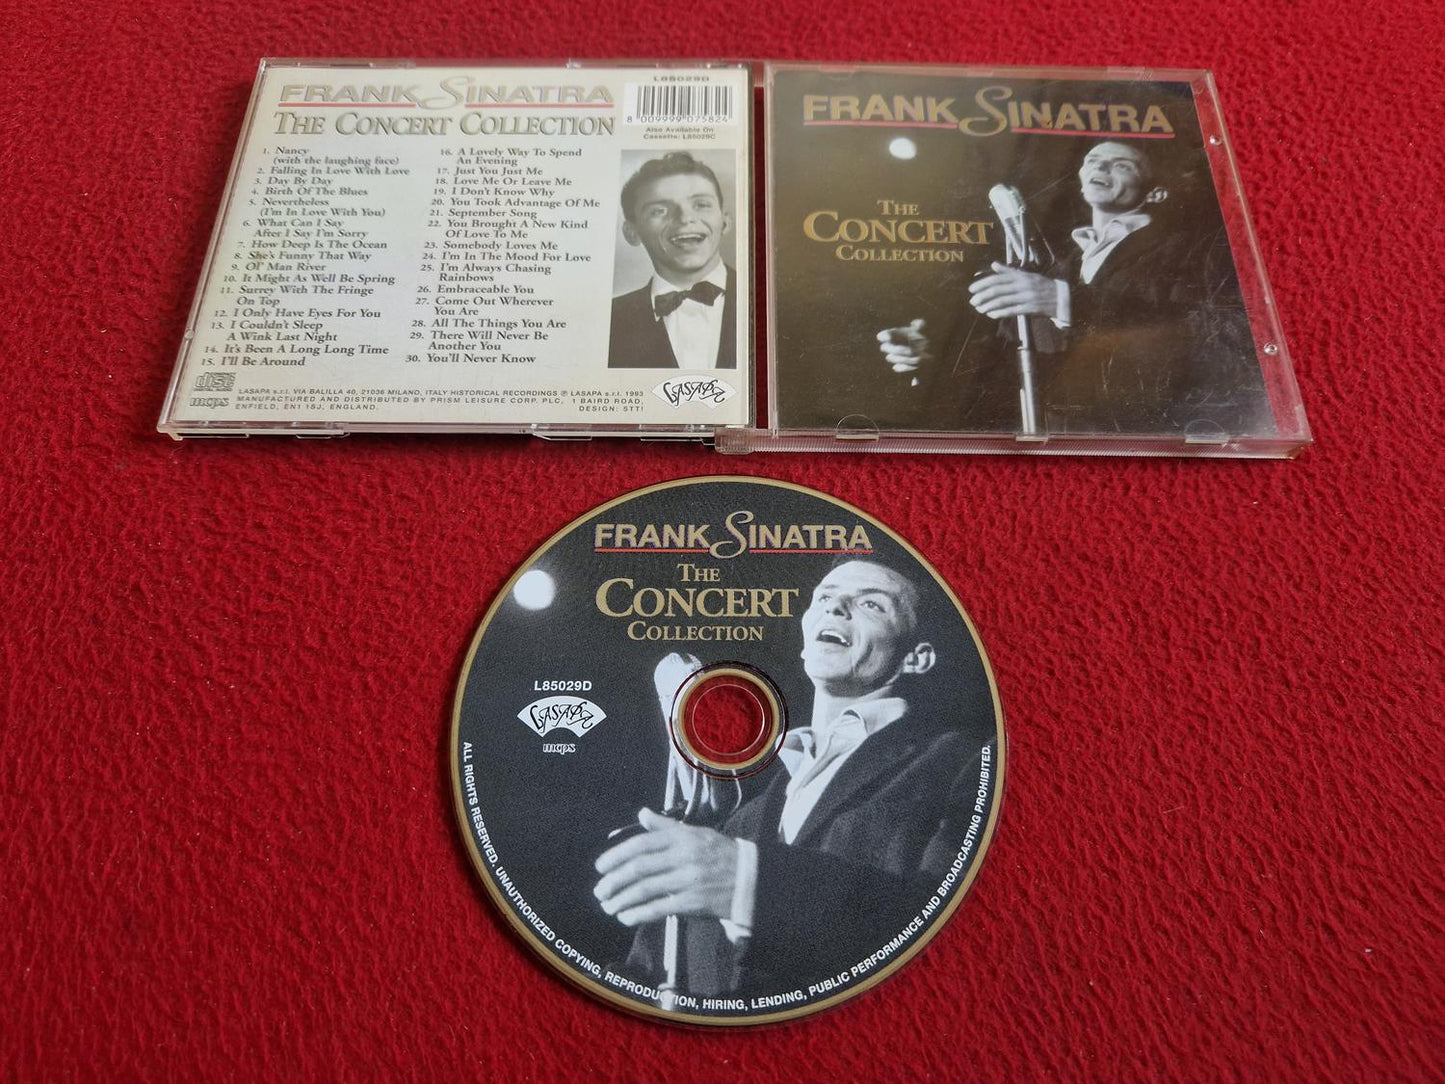 FRANK SINATRA
THE CONCERT COLLECTION
L85029D
8 009999 075824
Also Available On
Cassette: L85029C
1. Nancy
(with the laughing face)
2. Falling In Love With Love
3. Day By Day
4. Birth Of The Blues
5. Nevertheless
(I'm In Love With You)
6. What Can I Say
After I Say I'm Sorry
7. How Deep Is The Ocean
8. She's Funny That Way
9. Ol' Man River
10. It Might As Well Be Spring
11. Surrey With The Fringe
On Top
12. I Only Have Eyes For You
13. I Couldn't Sleep
A Wink Last Night
14. It's Been A Long Long Time
15. I'll Be Around
16. A Lovely Way To Spend
An Evening
17. Just You Just Me
18. Love Me Or Leave Me
19. I Don't Know Why
20. You Took Advantage Of Me
21. September Song
22. You Brought A New Kind
Of Love To Me
23. Somebody Loves Me
24. I'm In The Mood For Love
25. I'm Always Chasing
Rainbows
26. Embraceable You
27. Come Out Wherever
You Are
28. All The Things You Are
29. There Will Never Be
Another You
30. You'll Never Know
disc
DIGITAL AUDIO
mcps
LASAPA s.r.l. VIA BALILLA 40, 21036 MILANO, ITALY HISTORICAL RECORDINGS ℗ LASAPA s.r.l. 1993
MANUFACTURED AND DISTRIBUTED BY PRISM LEISURE CORP. PLC, 1 BAIRD ROAD,
ENFIELD, EN1 1SJ, ENGLAND. DESIGN: STT!
LASAPA
FRANK SINATRA
THE
CONCERT
COLLECTION
FRANK SINATRA
THE
CONCERT
COLLECTION
L85029D
LASAPA
mcps
ALL RIGHTS RESERVED. UNAUTHORIZED COPYING, REPRODUCTION, HIRING, LENDING, PUBLIC PERFORMANCE AND BROADCASTING PROHIBITED.